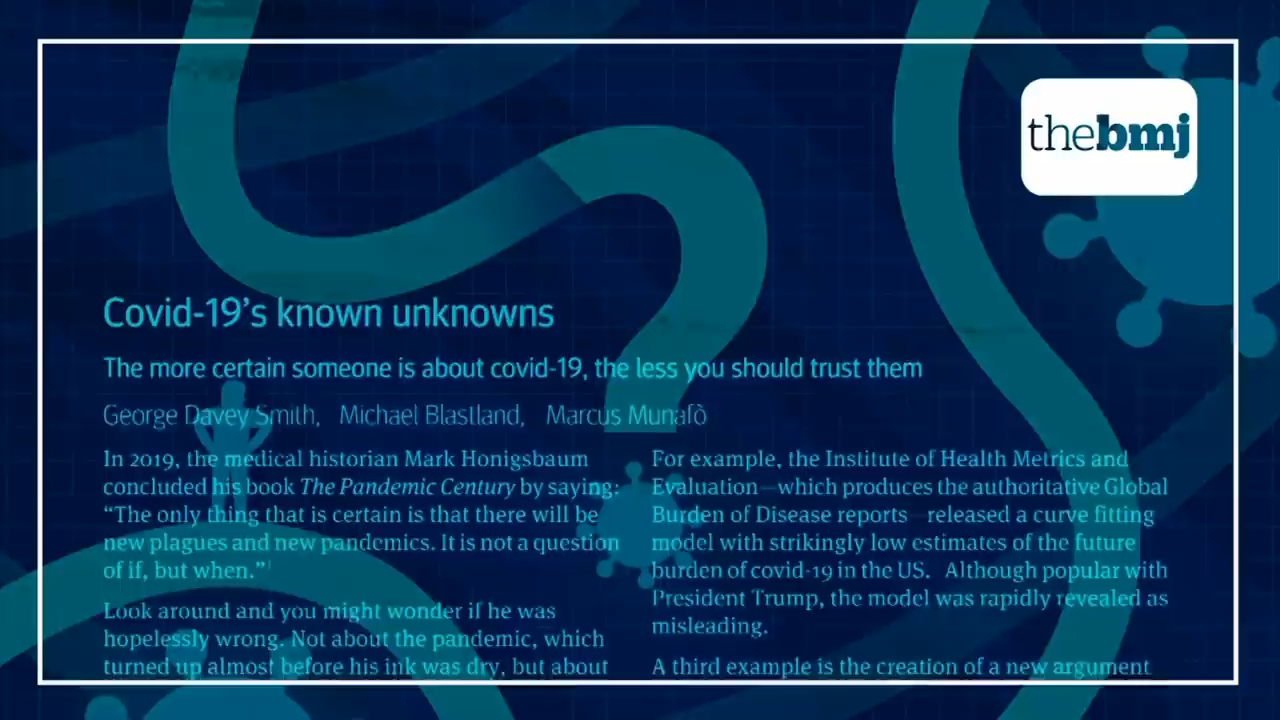 thebmj
Covid-19’s known unknowns
The more certain someone is about covid-19, the less you should trust them
George Davey Smith, Michael Blastland, Marcus Munafò
In 2019, the medical historian Mark Honigsbaum
concluded his book The Pandemic Century by saying:
“The only thing that is certain is that there will be
new plagues and new pandemics. It is not a question
of if, but when.”1
Look around and you might wonder if he was
hopelessly wrong. Not about the pandemic, which
turned up almost before his ink was dry, but about
For example, the Institute of Health Metrics and
Evaluation—which produces the authoritative Global
Burden of Disease reports—released a curve fitting
model with strikingly low estimates of the future
burden of covid-19 in the US. Although popular with
President Trump, the model was rapidly revealed as
misleading.
A third example is the creation of a new argument